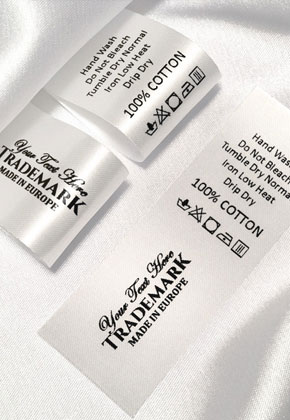 Hand Wash
Do Not Bleach
Tumble Dry Normal
Iron Low Heat
Drip Dry
100% COTTON
Your Text Here
TRADEMARK
MADE IN EUROPE
Hand Wash
Do Not Bleach
Tumble Dry Norma
Iron Low Heat
Drip Dry
100% COTTON
Your Text Here
TRADEMARK
MADE IN EUROPE